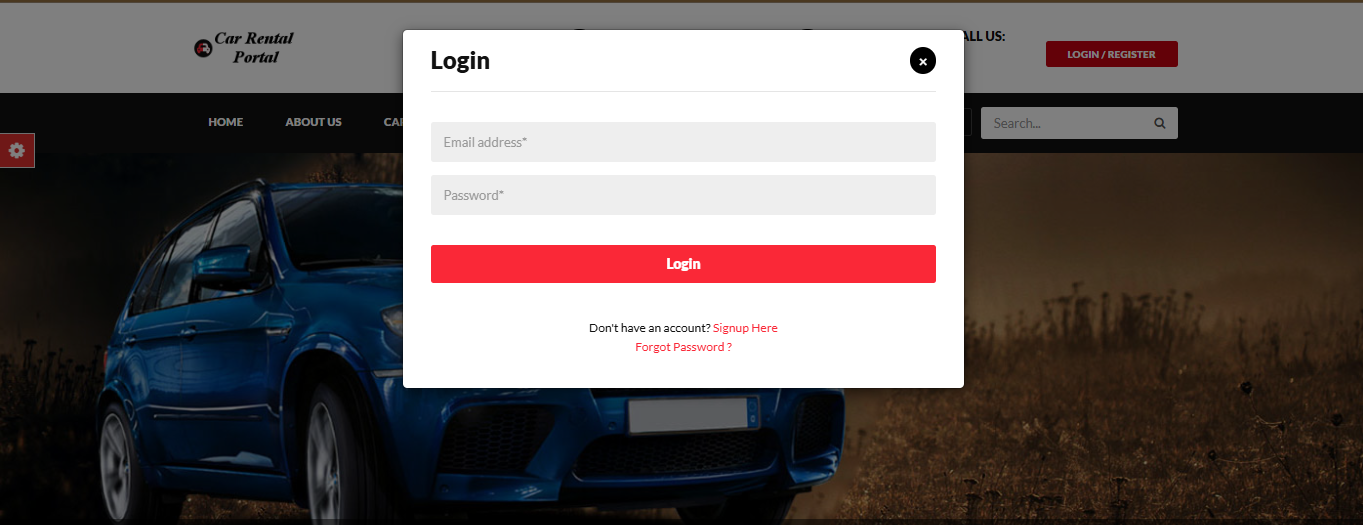 Car Rental
Portal
ALL US:
LOGIN / REGISTER
HOME
ABOUT US
Search...
Login
×
Email address*
Password*
Login
Don't have an account? Signup Here
Forgot Password ?